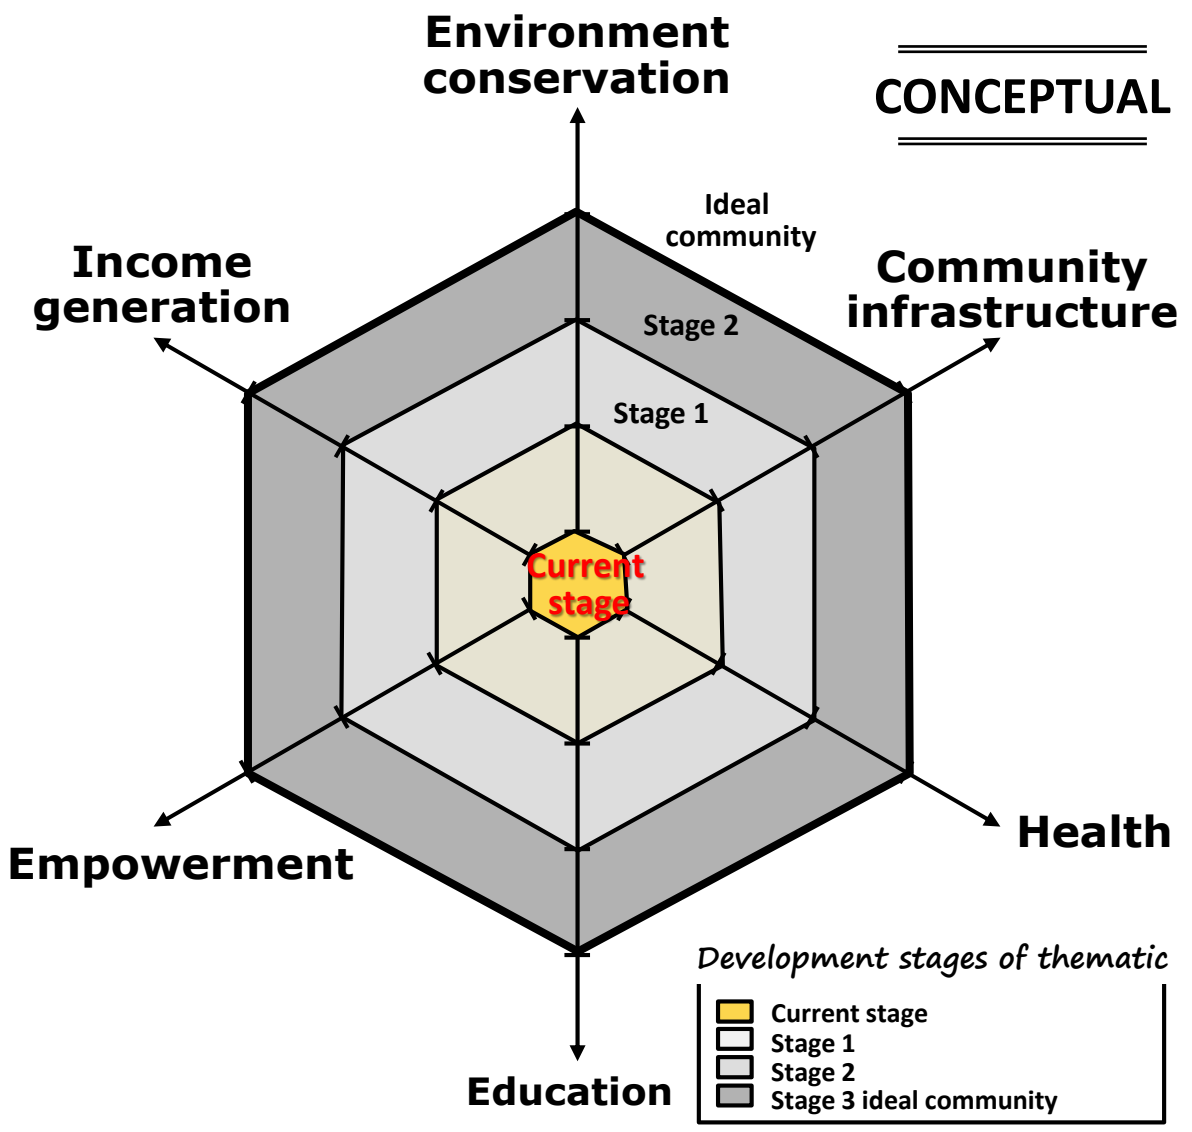 Environment
conservation
CONCEPTUAL
Ideal
community
Income
generation
Community
infrastructure
Stage 2
Stage 1
Current
stage
Empowerment
Health
Education
Development stages of thematic
Current stage
Stage 1
Stage 2
Stage 3 ideal community